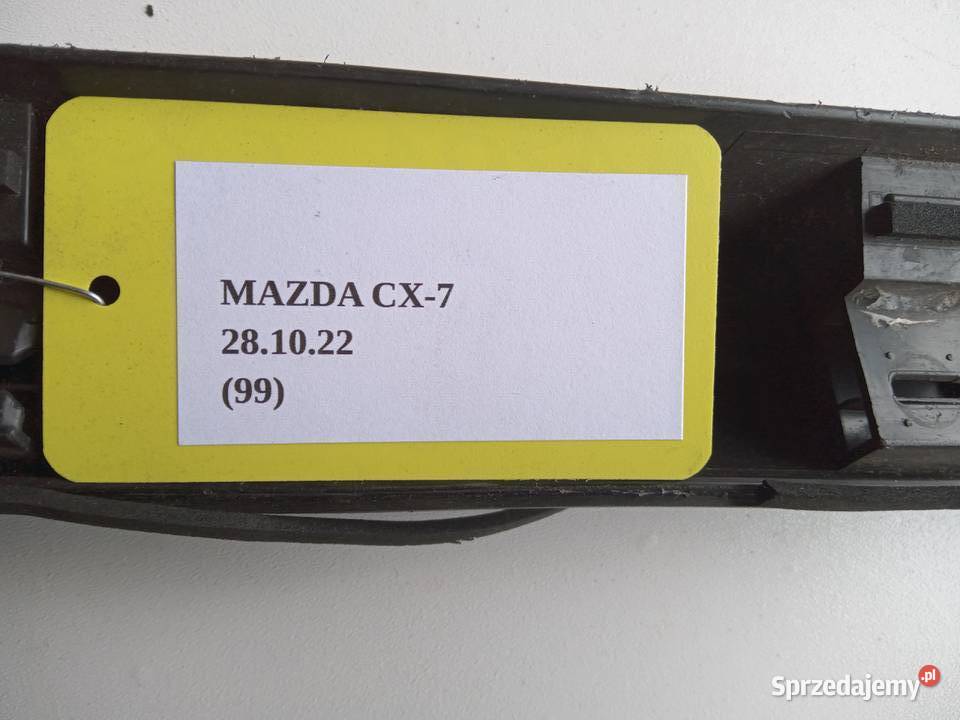 MAZDA CX-7
28.10.22
(99)
Sprzedajemy.pl